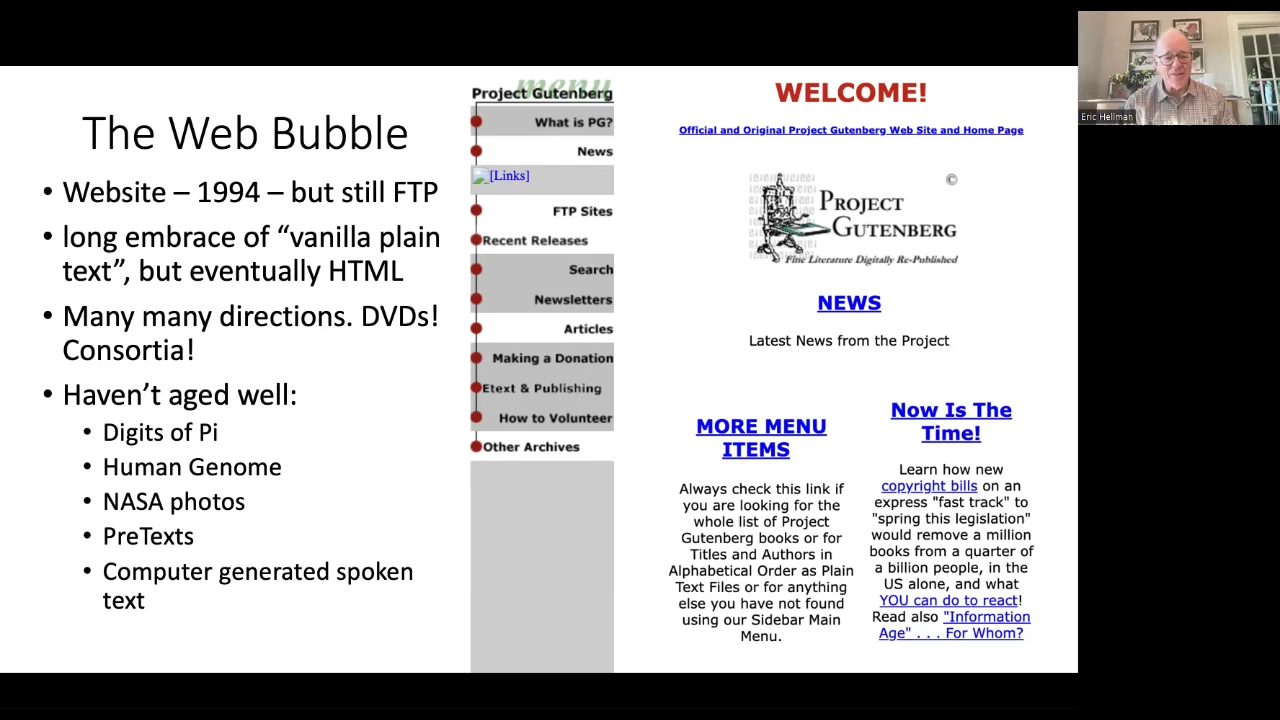 The Web Bubble
• Website – 1994 – but still FTP
• long embrace of “vanilla plain
text”, but eventually HTML
• Many many directions. DVDs!
Consortia!
• Haven’t aged well:
• Digits of Pi
• Human Genome
• NASA photos
• PreTexts
• Computer generated spoken
text
menu
Project Gutenberg
What is PG?
News
[Links]
FTP Sites
Recent Releases
Search
Newsletters
Articles
Making a Donation
Etext & Publishing
How to Volunteer
Other Archives
WELCOME!
Official and Original Project Gutenberg Web Site and Home Page
©
PROJECT
GUTENBERG
Fine Literature Digitally Re-Published
NEWS
Latest News from the Project
MORE MENU
ITEMS
Always check this link if
you are looking for the
whole list of Project
Gutenberg books or for
Titles and Authors in
Alphabetical Order as Plain
Text Files or for anything
else you have not found
using our Sidebar Main
Menu.
Now Is The
Time!
Learn how new
copyright bills on an
express "fast track" to
"spring this legislation"
would remove a million
books from a quarter of
a billion people, in the
US alone, and what
YOU can do to react!
Read also "Information
Age" . . . For Whom?
Eric Hellman